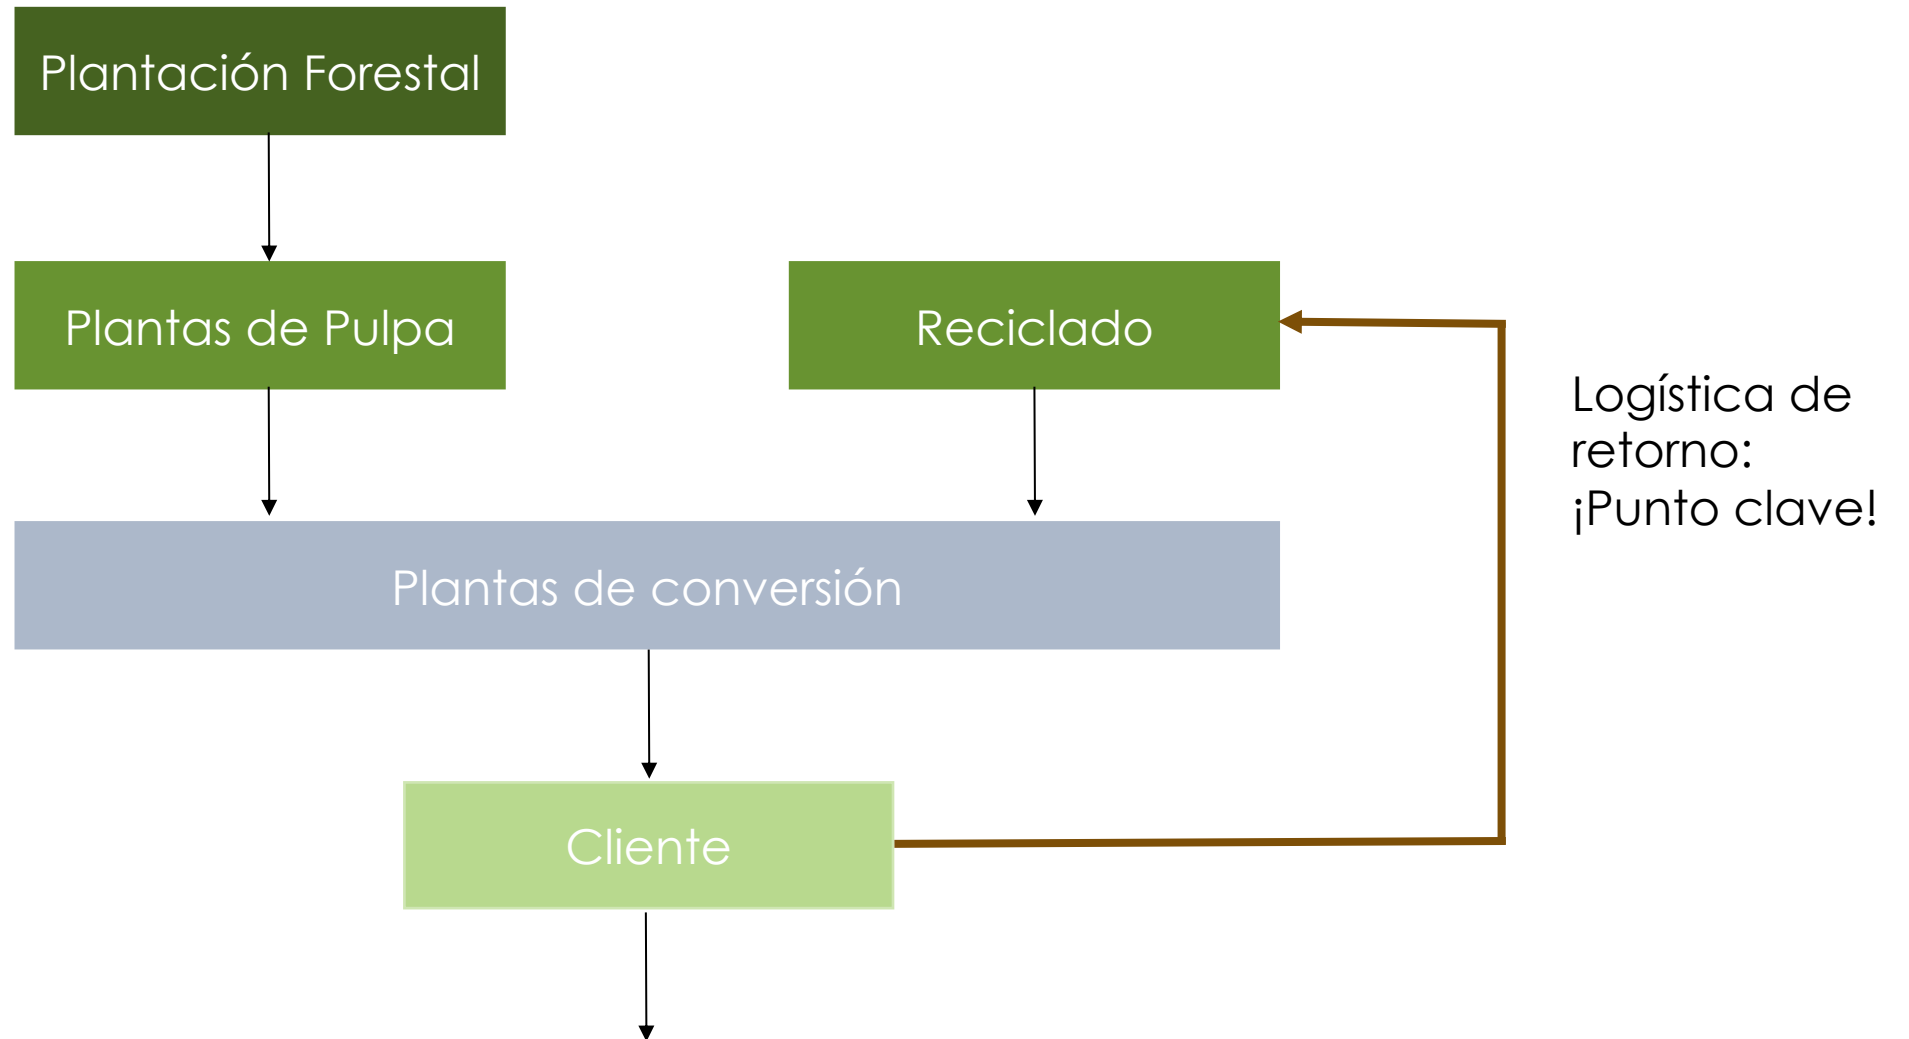 Plantación Forestal
Plantas de Pulpa
Reciclado
Logística de
retorno:
¡Punto clave!
Plantas de conversión
Cliente